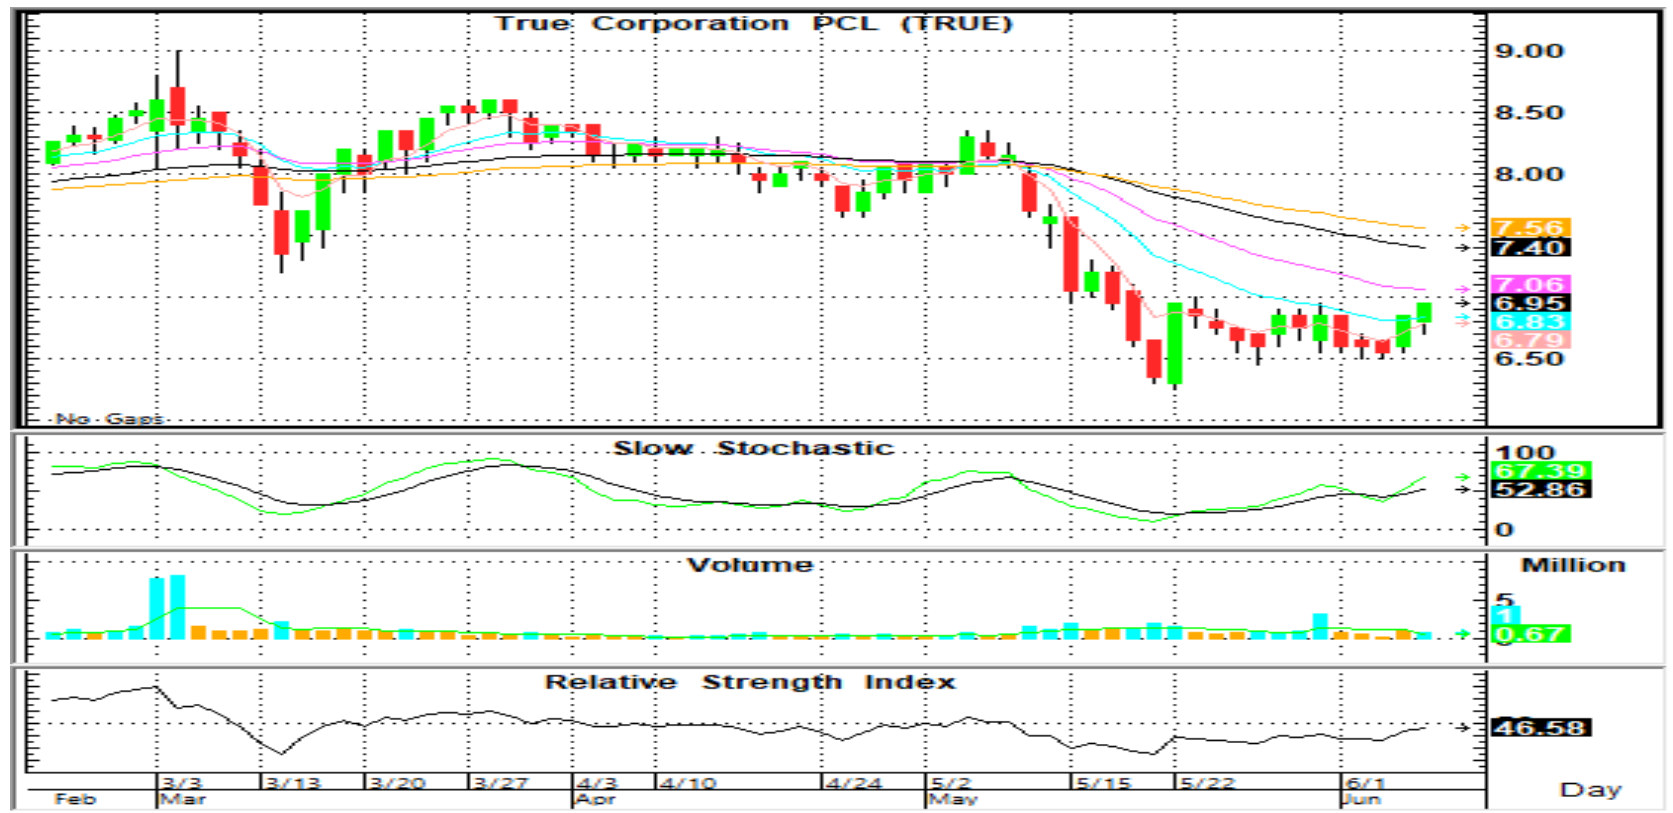 True Corporation PCL (TRUE)
9.00
8.50
8.00
7.56
7.40
7.06
6.95
6.83
6.79
6.50
No Gaps
Slow Stochastic
100
67.39
52.86
0
Volume
Million
5
1
0.67
Relative Strength Index
46.58
3/3 3/13 3/20 3/27 4/3 4/10 4/24 5/2 5/15 5/22 6/1
Feb Mar Apr May Jun
Day